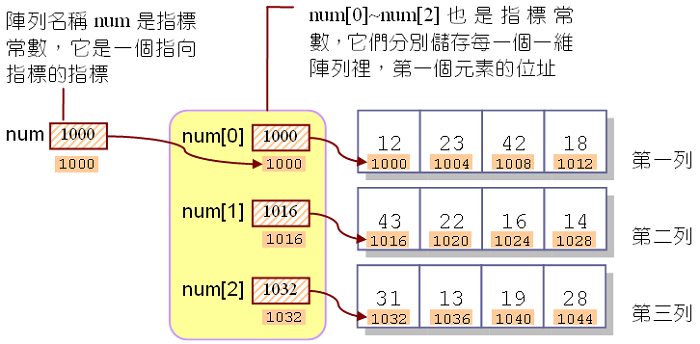 陣列名稱 num 是指標
常數，它是一個指向
指標的指標
num[0]~num[2] 也是指標常
數，它們分別儲存每一個一維
陣列裡，第一個元素的位址
num 1000
1000
num[0] 1000
1000
12 23 42 18
1000 1004 1008 1012
第一列
num[1] 1016
1016
43 22 16 14
1016 1020 1024 1028
第二列
num[2] 1032
1032
31 13 19 28
1032 1036 1040 1044
第三列